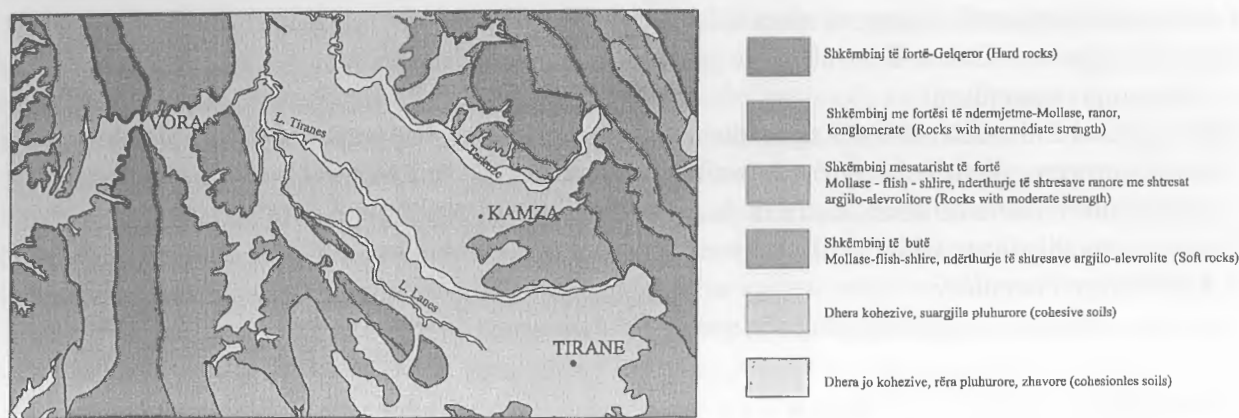 VORA
L. Tiranes
L. Terkuze
KAMZA
L. Lanes
TIRANE
Shkëmbinj të fortë-Gelqeror (Hard rocks)
Shkëmbinj me fortësi të ndermjetme-Mollase, ranor,
konglomerate (Rocks with intermediate strength)
Shkëmbinj mesatarisht të fortë
Mollase - flish - shlire, nderthurje të shtresave ranore me shtresat
argjilo-alevrolitore (Rocks with moderate strength)
Shkëmbinj të butë
Mollase-flish-shlire, ndërthurje të shtresave argjilo-alevrolite (Soft rocks)
Dhera kohezive, suargjila pluhurore (cohesive soils)
Dhera jo kohezive, rëra pluhurore, zhavore (cohesionles soils)